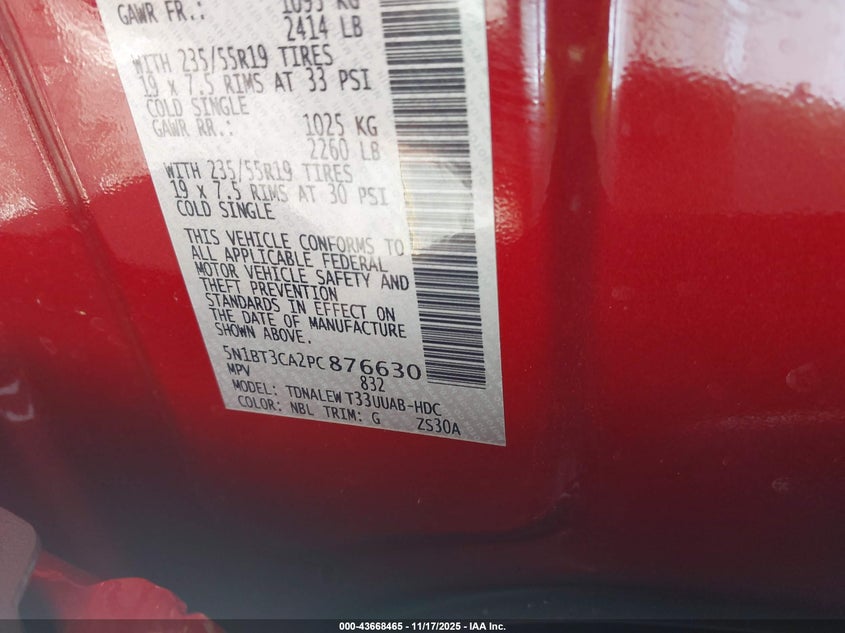 GAWR FR.: 1095 KG
2414 LB
WITH 235/55R19 TIRES
19 x 7.5 RIMS AT 33 PSI
COLD SINGLE
GAWR RR.: 1025 KG
2260 LB
WITH 235/55R19 TIRES
19 x 7.5 RIMS AT 30 PSI
COLD SINGLE
THIS VEHICLE CONFORMS TO
ALL APPLICABLE FEDERAL
MOTOR VEHICLE SAFETY AND
THEFT PREVENTION
STANDARDS IN EFFECT ON
THE DATE OF MANUFACTURE
SHOWN ABOVE.
5N1BT3CA2PC876630
MPV 832
MODEL: TDNALEW T33UUAB-HDC
COLOR: NBL TRIM: G ZS30A
000-43668465 | 11/17/2025 - IAA Inc.